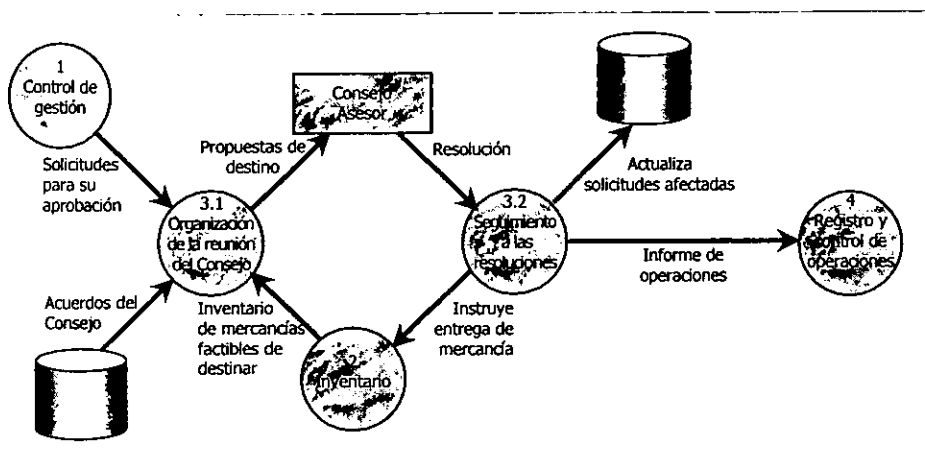 1
Control de
gestión
Consejo
Asesor
Solicitudes
para su
aprobación
Propuestas de
destino
Resolución
Actualiza
solicitudes afectadas
3.1
Organización
de la reunión
del Consejo
3.2
Seguimiento
a las
resoluciones
4
Registro y
control de
operaciones
Informe de
operaciones
Acuerdos del
Consejo
Inventario
de mercancías
factibles de
destinar
Instruye
entrega de
mercancía
Inventario